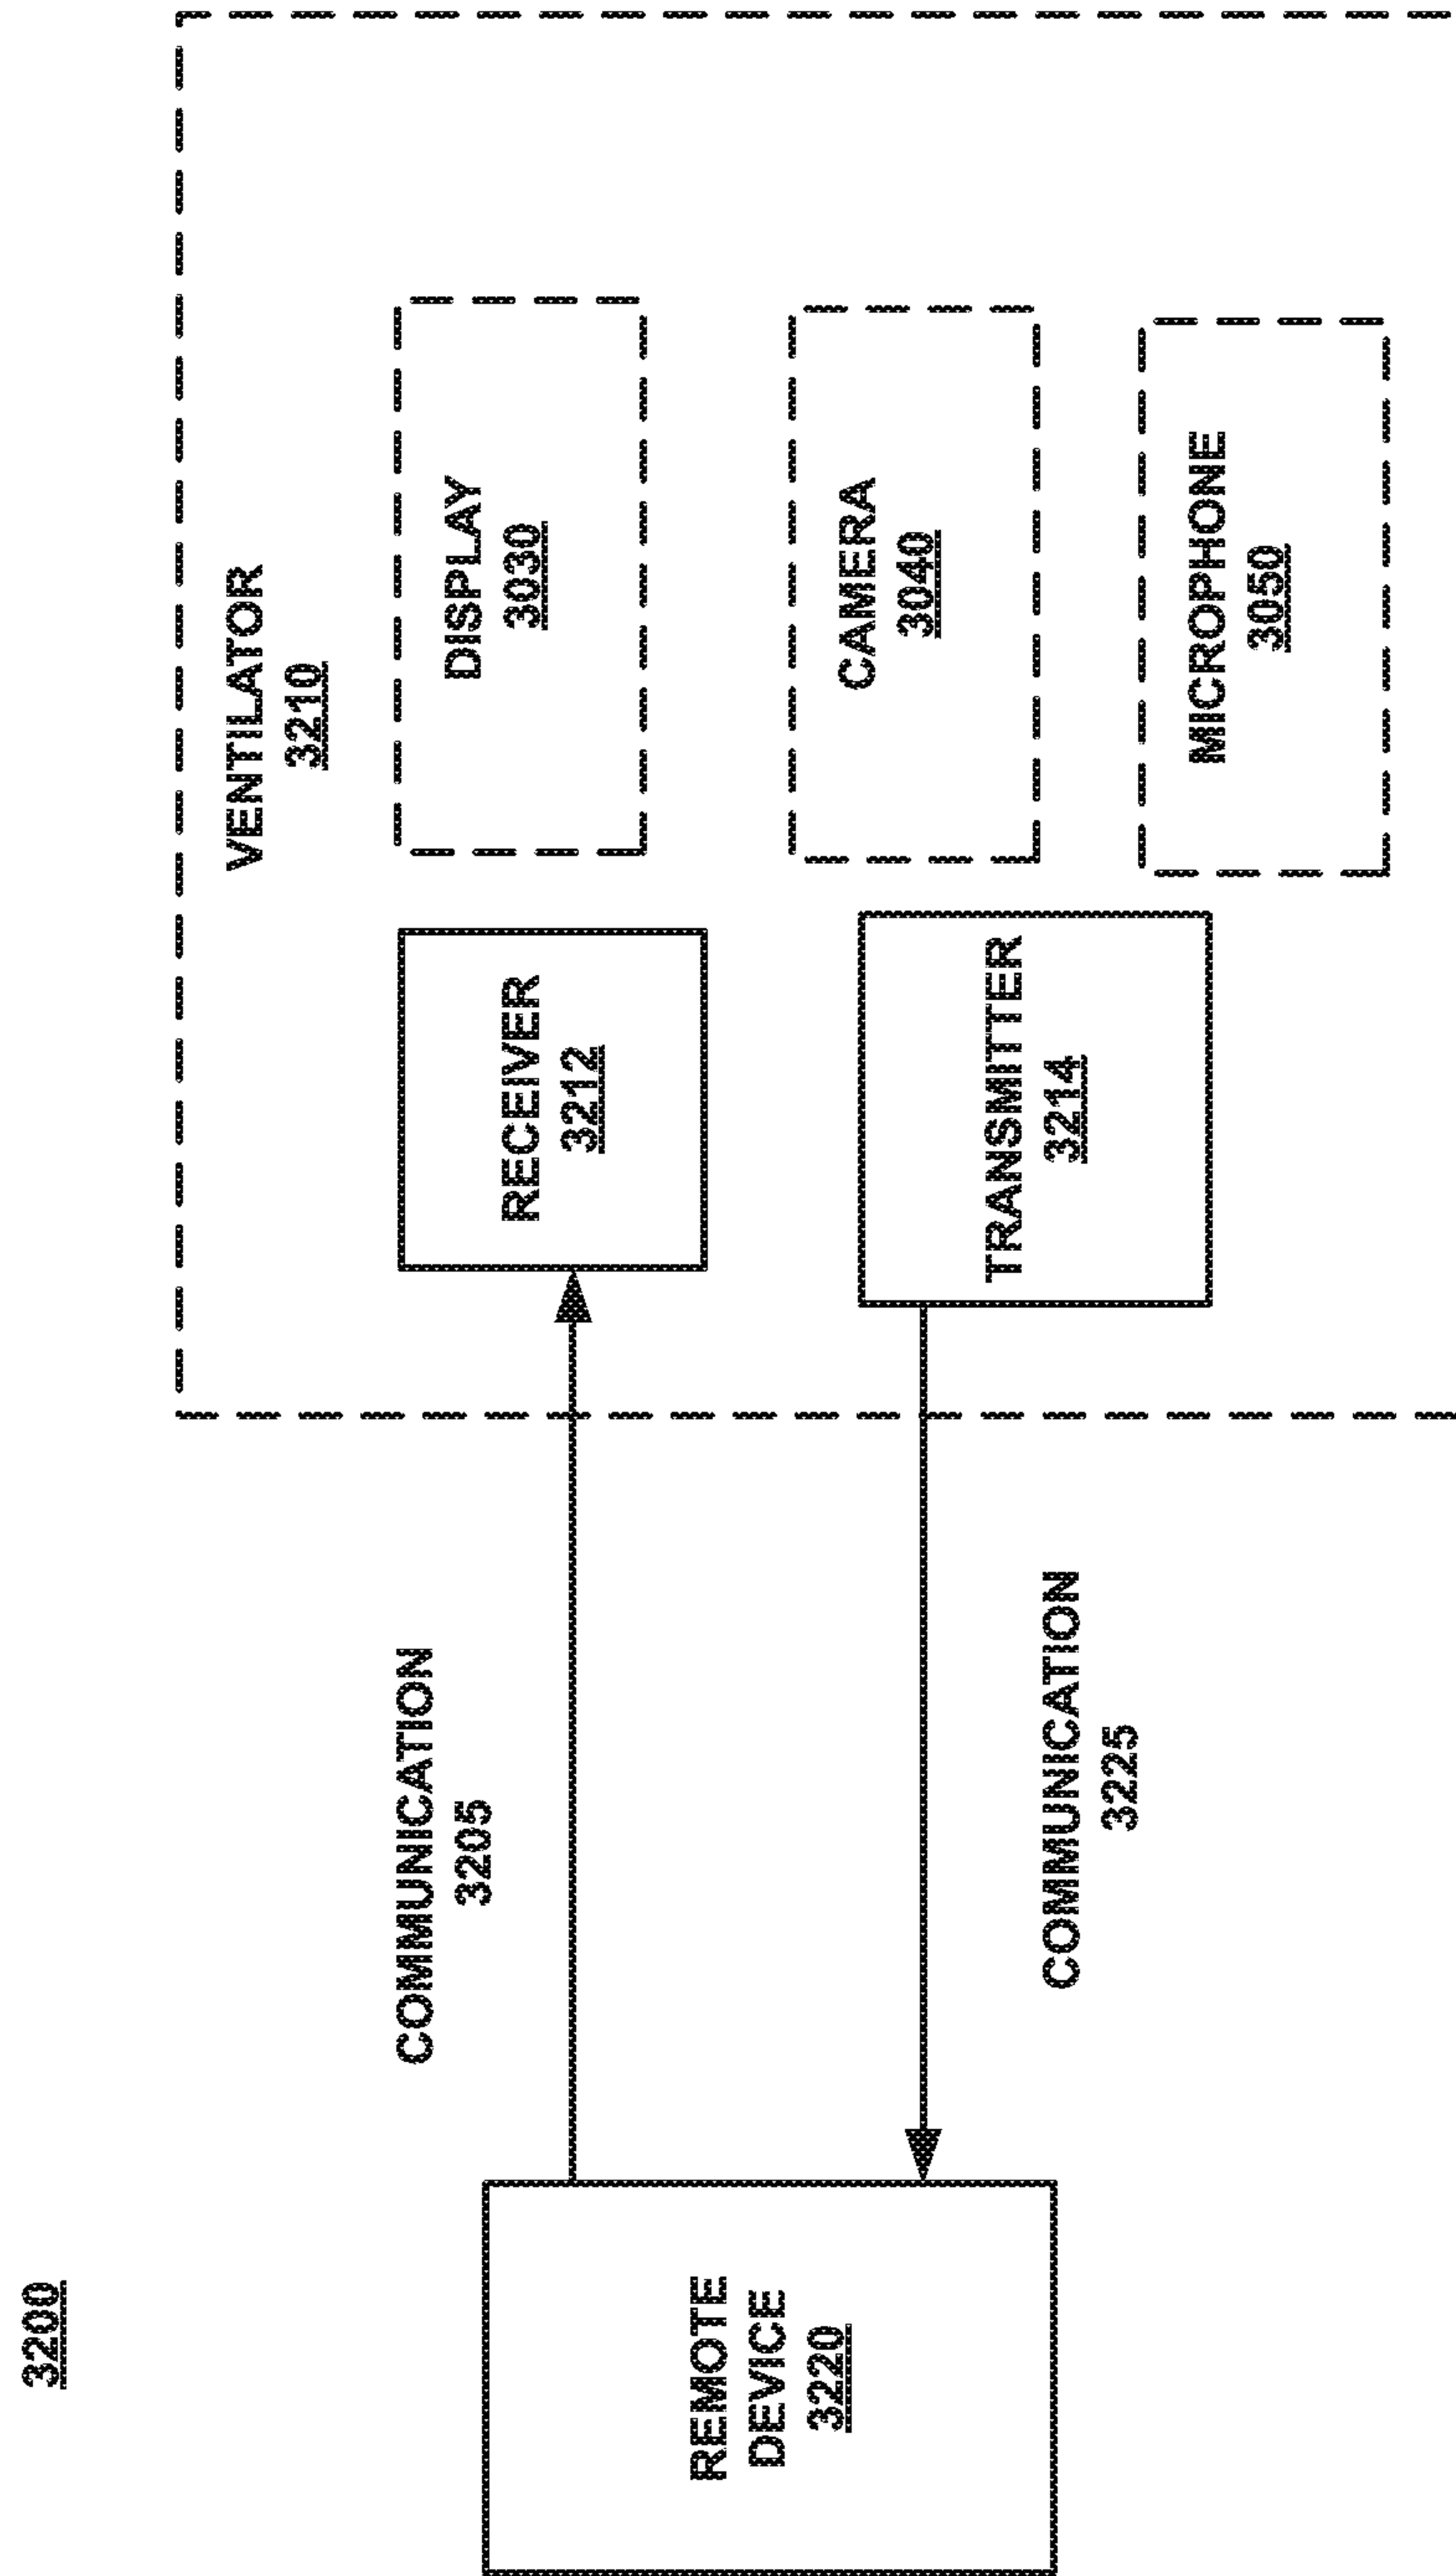 3200
VENTILATOR
3210
REMOTE
DEVICE
3220
COMMUNICATION
3205
RECEIVER
3212
DISPLAY
3030
COMMUNICATION
3225
TRANSMITTER
3214
CAMERA
3040
MICROPHONE
3050